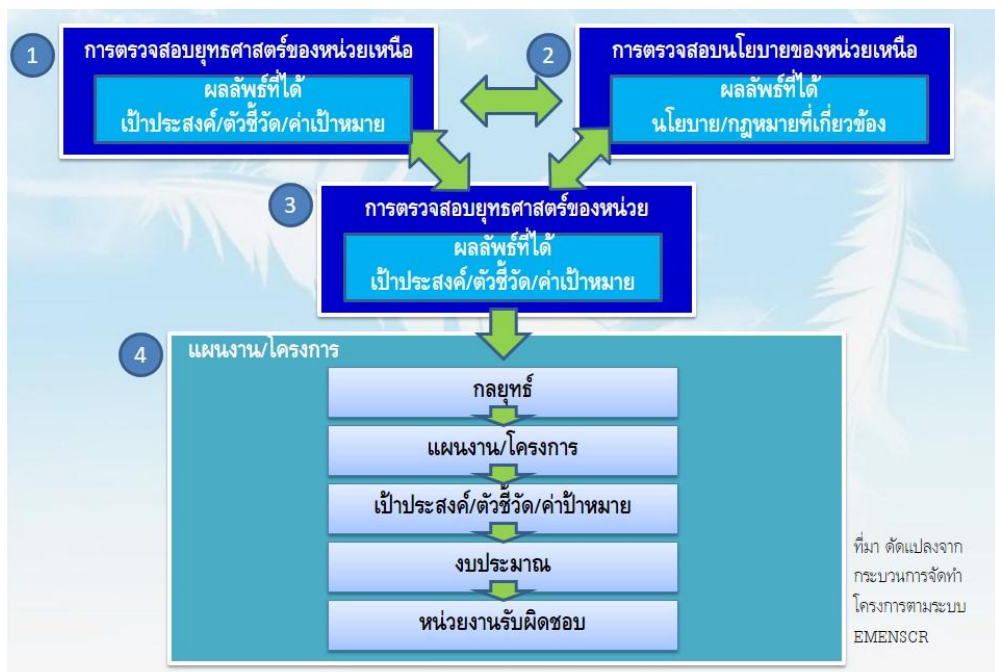 1
การตรวจสอบยุทธศาสตร์ของหน่วยเหนือ
ผลลัพธ์ที่ได้
เป้าประสงค์/ตัวชี้วัด/ค่าเป้าหมาย
2
การตรวจสอบนโยบายของหน่วยเหนือ
ผลลัพธ์ที่ได้
นโยบาย/กฎหมายที่เกี่ยวข้อง
3
การตรวจสอบยุทธศาสตร์ของหน่วย
ผลลัพธ์ที่ได้
เป้าประสงค์/ตัวชี้วัด/ค่าเป้าหมาย
4
แผนงาน/โครงการ
กลยุทธ์
แผนงาน/โครงการ
เป้าประสงค์/ตัวชี้วัด/ค่าป้าหมาย
งบประมาณ
หน่วยงานรับผิดชอบ
ที่มา ดัดแปลงจาก
กระบวนการจัดทำ
โครงการตามระบบ
EMENSCR